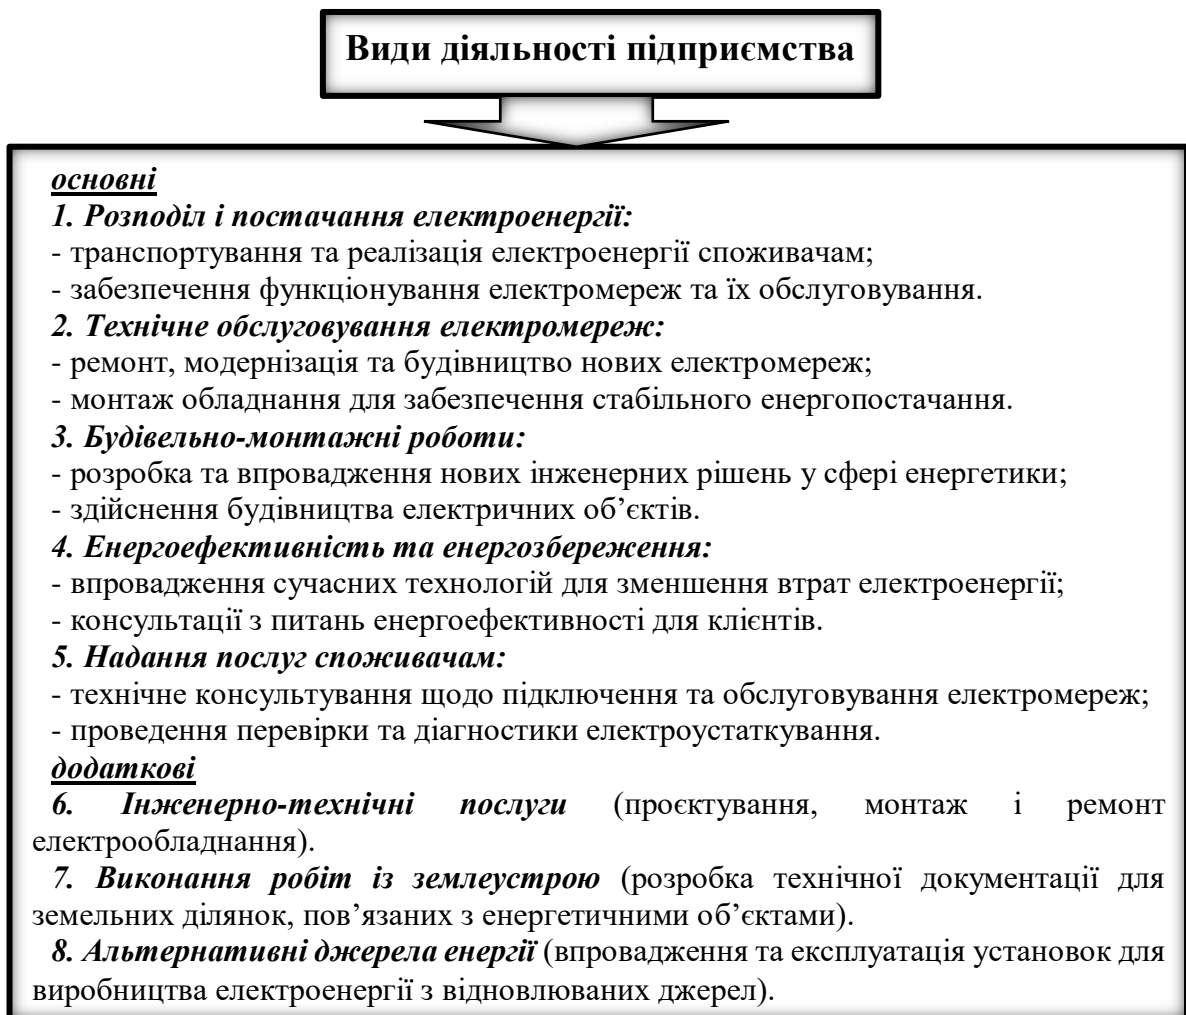 Види діяльності підприємства
основні
1. Розподіл і постачання електроенергії:
- транспортування та реалізація електроенергії споживачам;
- забезпечення функціонування електромереж та їх обслуговування.
2. Технічне обслуговування електромереж:
- ремонт, модернізація та будівництво нових електромереж;
- монтаж обладнання для забезпечення стабільного енергопостачання.
3. Будівельно-монтажні роботи:
- розробка та впровадження нових інженерних рішень у сфері енергетики;
- здійснення будівництва електричних об’єктів.
4. Енергоефективність та енергозбереження:
- впровадження сучасних технологій для зменшення втрат електроенергії;
- консультації з питань енергоефективності для клієнтів.
5. Надання послуг споживачам:
- технічне консультування щодо підключення та обслуговування електромереж;
- проведення перевірки та діагностики електроустаткування.
додаткові
6. Інженерно-технічні послуги (проєктування, монтаж і ремонт
електрообладнання).
7. Виконання робіт із землеустрою (розробка технічної документації для
земельних ділянок, пов’язаних з енергетичними об’єктами).
8. Альтернативні джерела енергії (впровадження та експлуатація установок для
виробництва електроенергії з відновлюваних джерел).